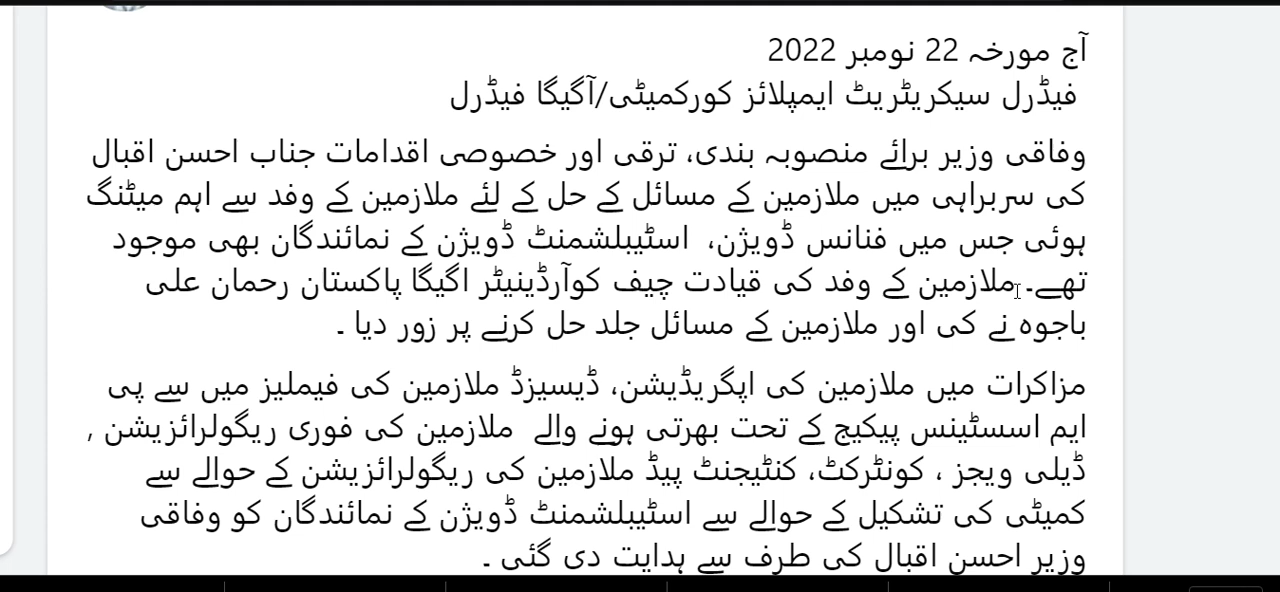 آج مورخہ 22 نومبر 2022
فیڈرل سیکریٹریٹ ایمپلائز کورکمیٹی/آگیگا فیڈرل
وفاقی وزیر برائے منصوبہ بندی، ترقی اور خصوصی اقدامات جناب احسن اقبال
کی سربراہی میں ملازمین کے مسائل کے حل کے لئے ملازمین کے وفد سے اہم میٹنگ
ہوئی جس میں فنانس ڈویژن،  اسٹیبلشمنٹ ڈویژن کے نمائندگان بھی موجود
تھے۔ ملازمین کے وفد کی قیادت چیف کوآرڈینیٹر اگیگا پاکستان رحمان علی
باجوہ نے کی اور ملازمین کے مسائل جلد حل کرنے پر زور دیا ۔
مزاکرات میں ملازمین کی اپگریڈیشن، ڈیسیزڈ ملازمین کی فیملیز میں سے پی
ایم اسسٹینس پیکیج کے تحت بھرتی ہونے والے  ملازمین کی فوری ریگولرائزیشن ,
ڈیلی ویجز ، کونٹرکٹ، کنٹیجنٹ پیڈ ملازمین کی ریگولرائزیشن کے حوالے سے
کمیٹی کی تشکیل کے حوالے سے اسٹیبلشمنٹ ڈویژن کے نمائندگان کو وفاقی
وزیر احسن اقبال کی طرف سے ہدایت دی گئی ۔